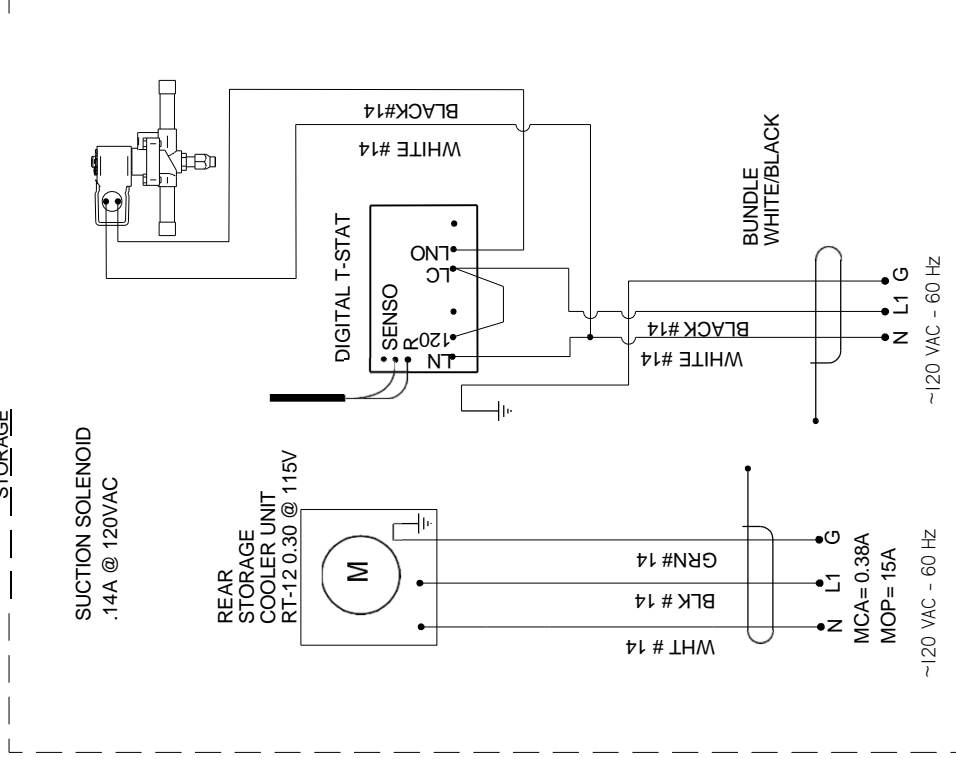 STORAGE
SUCTION SOLENOID
.14A @ 120VAC
BLACK#14
WHITE #14
DIGITAL T-STAT
SENSO
R
LNO
LC
120
LN
BLACK #14
WHITE #14
BUNDLE
WHITE/BLACK
G
L1
N
~120 VAC - 60 Hz
REAR
STORAGE
COOLER UNIT
RT-12 0.30 @ 115V
M
GRN# 14
BLK # 14
WHT # 14
G
L1
N
MCA= 0.38A
MOP= 15A
~120 VAC - 60 Hz